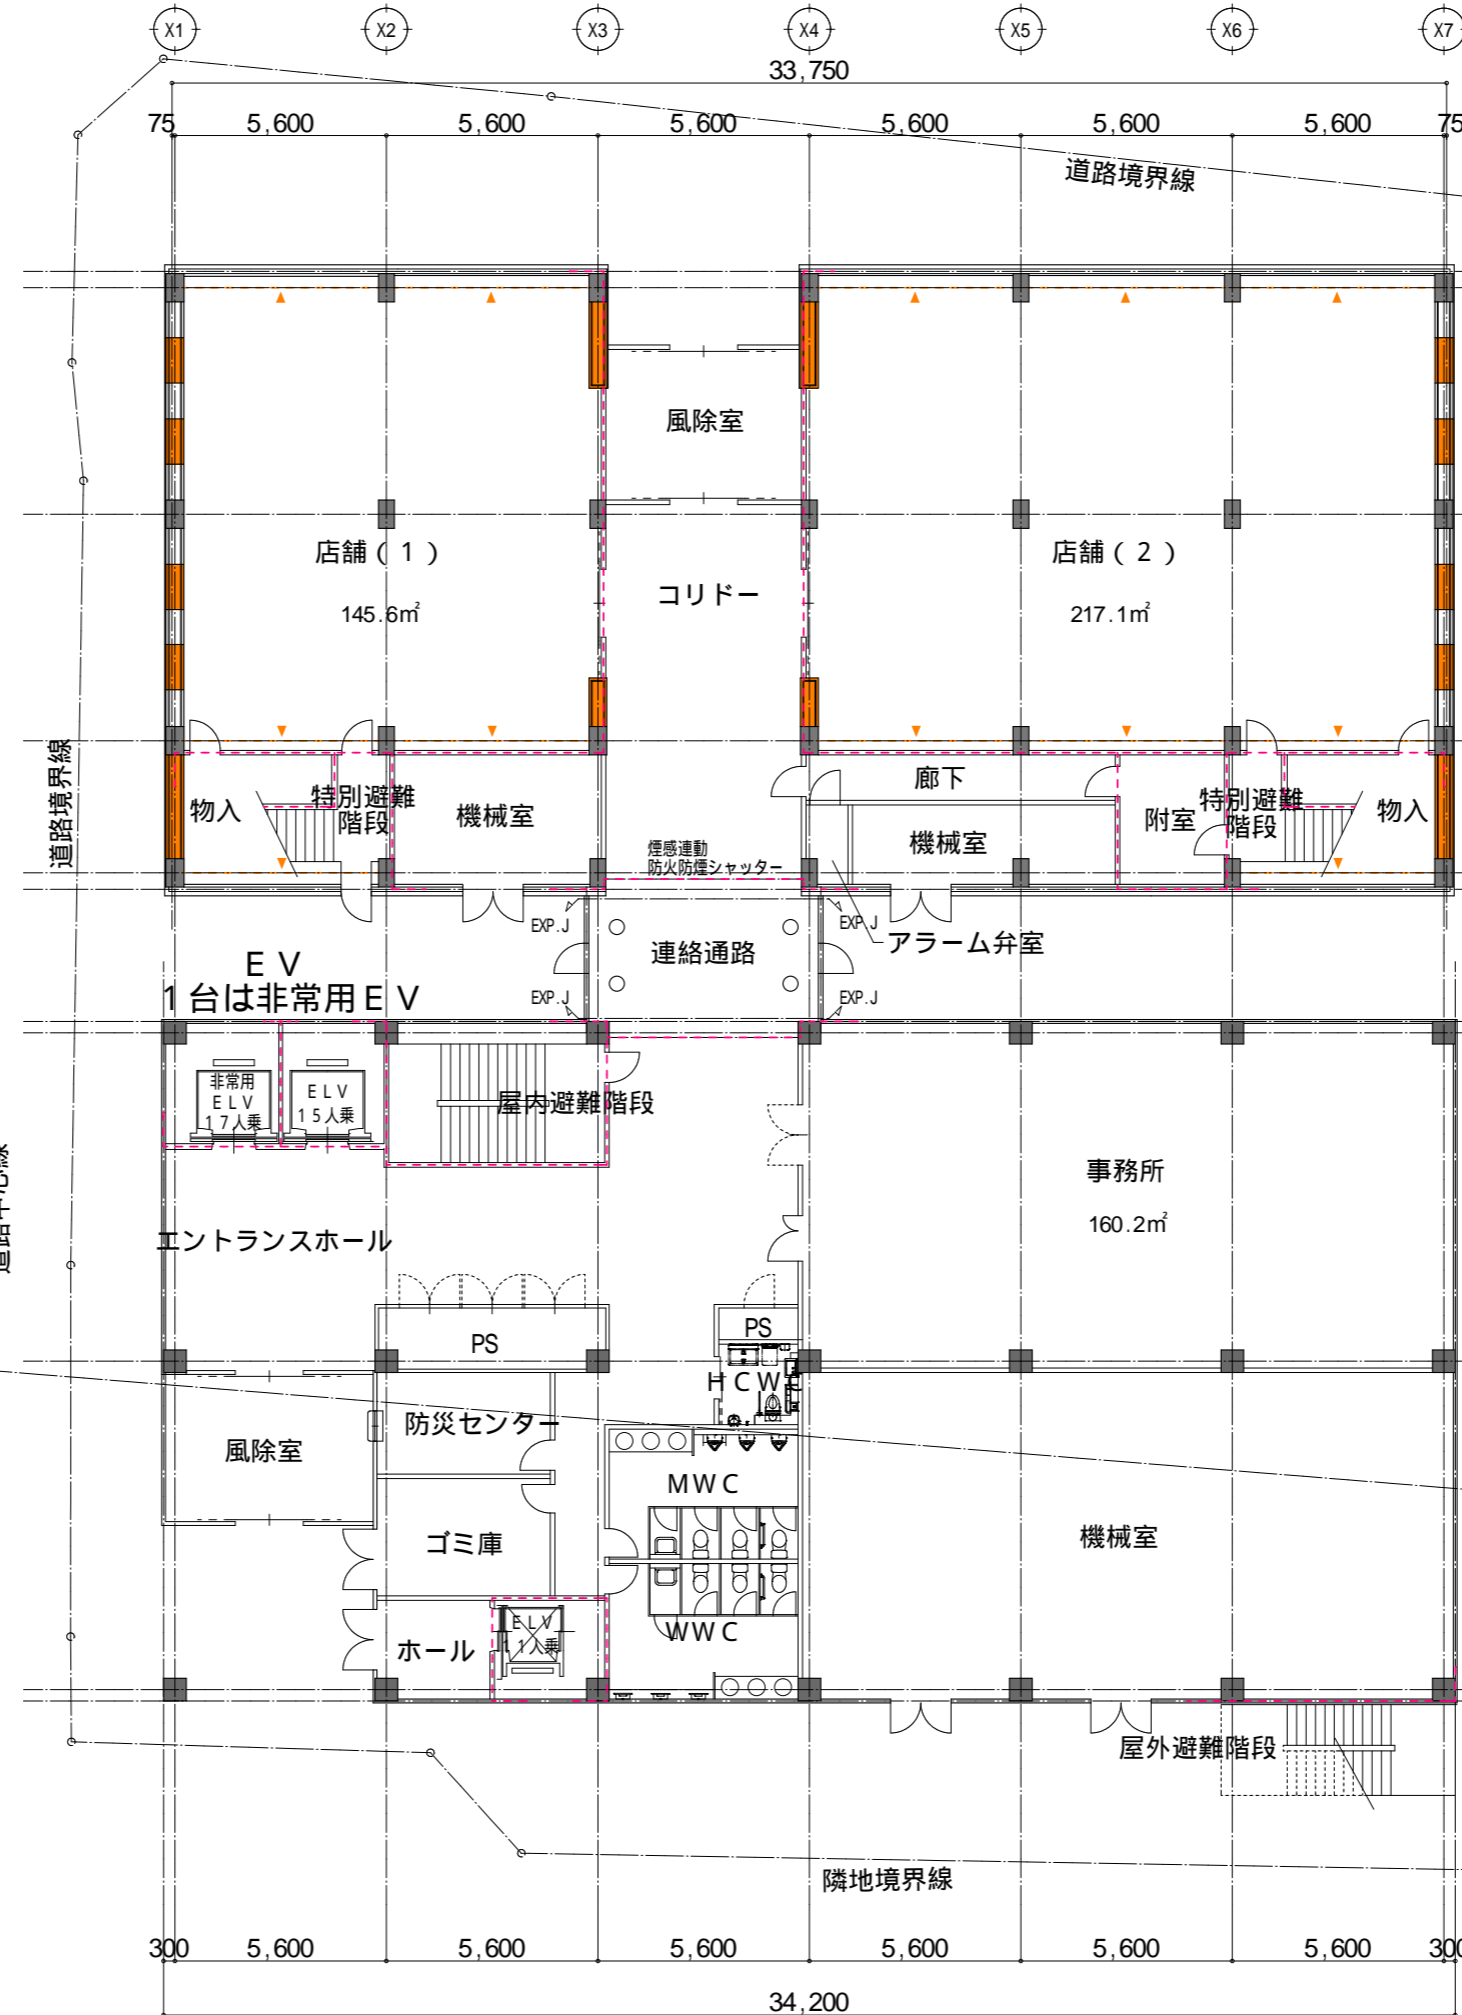 X1 X2 X3 X4 X5 X6 X7
33,750
75 5,600 5,600 5,600 5,600 5,600 5,600 75
道路境界線
風除室
店舗(1)
145.6㎡
コリドー
店舗(2)
217.1㎡
道路境界線
物入
特別避難
階段
機械室
廊下
機械室
附室
特別避難
階段
物入
煙感連動
防火防煙シャッター
EXP.J
EXP.J
連絡通路
アラーム弁室
EXP.J
EXP.J
EV
1台は非常用EV
非常用
ELV
17人乗
ELV
15人乗
屋内避難階段
事務所
160.2㎡
エントランスホール
PS
PS
HCWC
防災センター
風除室
MWC
ゴミ庫
機械室
ELV
11人乗
ホール
WWC
屋外避難階段
隣地境界線
300 5,600 5,600 5,600 5,600 5,600 5,600 300
34,200